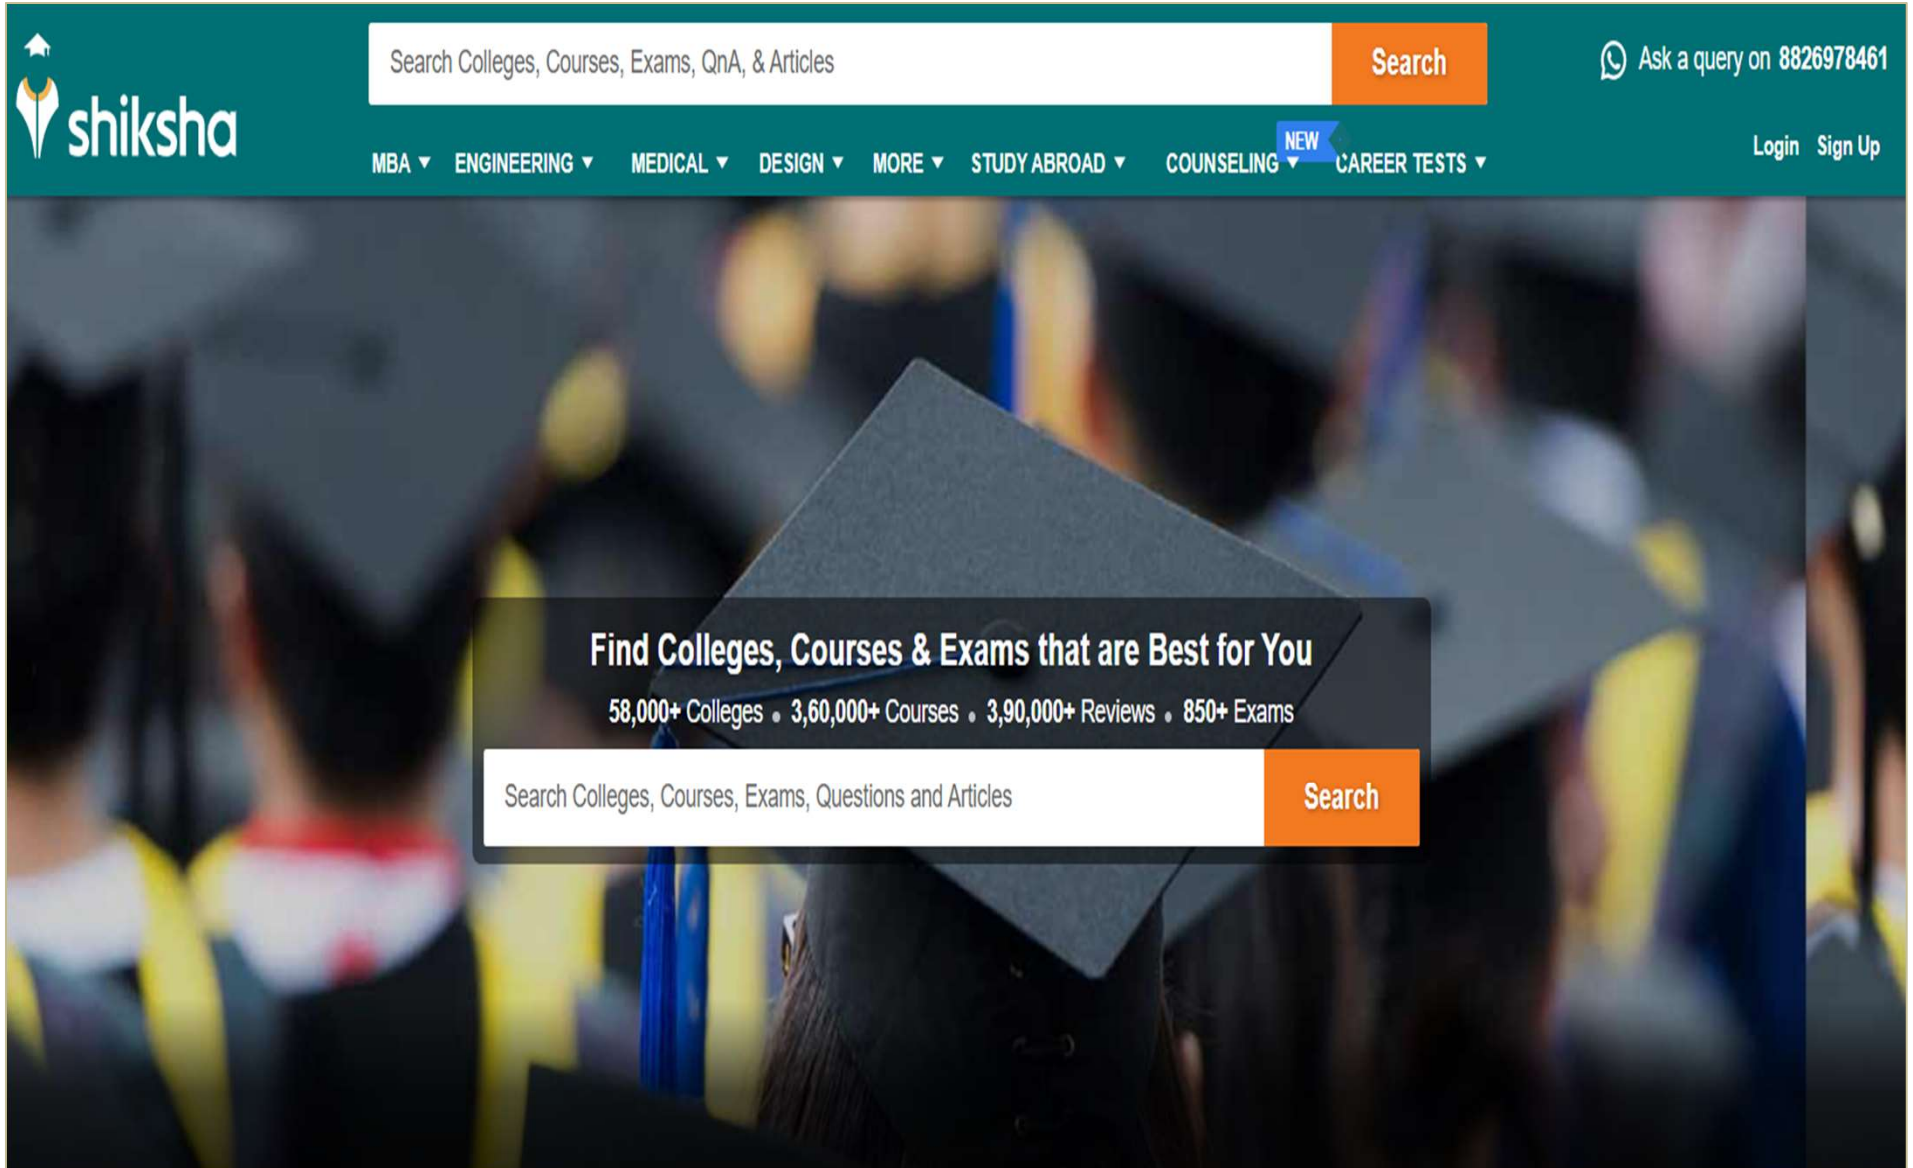 shiksha
Search Colleges, Courses, Exams, QnA, & Articles
Search
Ask a query on 8826978461
Login Sign Up
NEW
MBA ▼ ENGINEERING ▼ MEDICAL ▼ DESIGN ▼ MORE ▼ STUDY ABROAD ▼ COUNSELING ▼ CAREER TESTS ▼
Find Colleges, Courses & Exams that are Best for You
58,000+ Colleges • 3,60,000+ Courses • 3,90,000+ Reviews • 850+ Exams
Search Colleges, Courses, Exams, Questions and Articles
Search